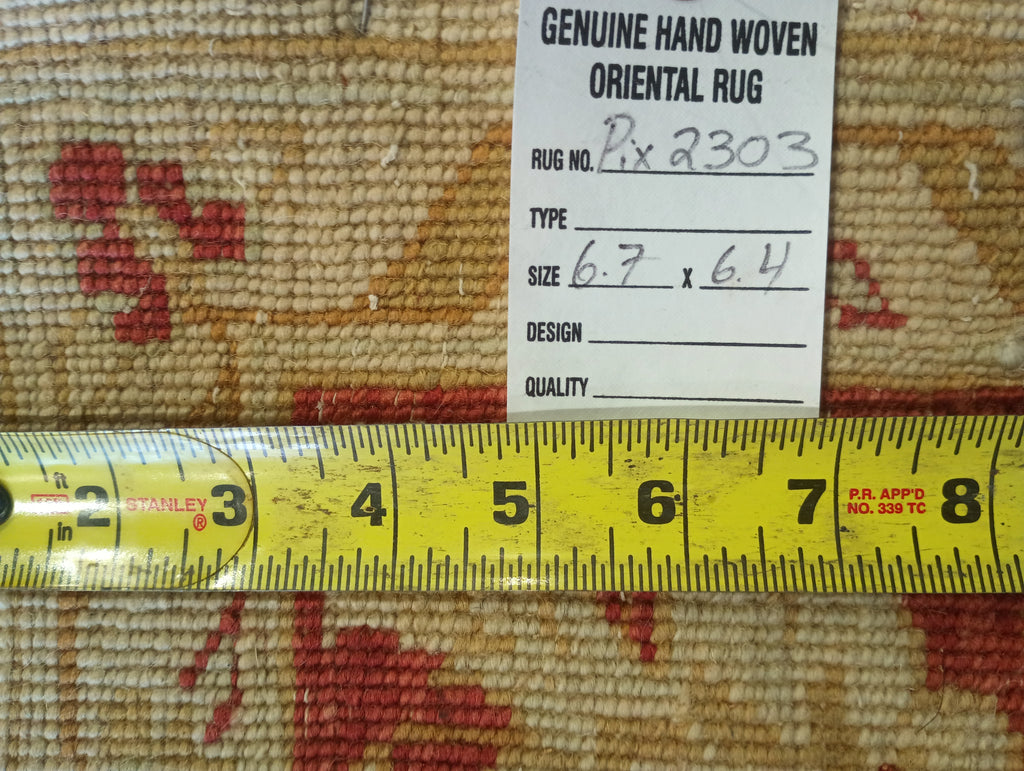 GENUINE HAND WOVEN
ORIENTAL RUG
RUG NO. Pix 2303
TYPE
SIZE 6.7 x 6.4
DESIGN
QUALITY
ft
in
2 STANLEY® 3 4 5 6 7 P.R. APP'D 8
NO. 339 TC